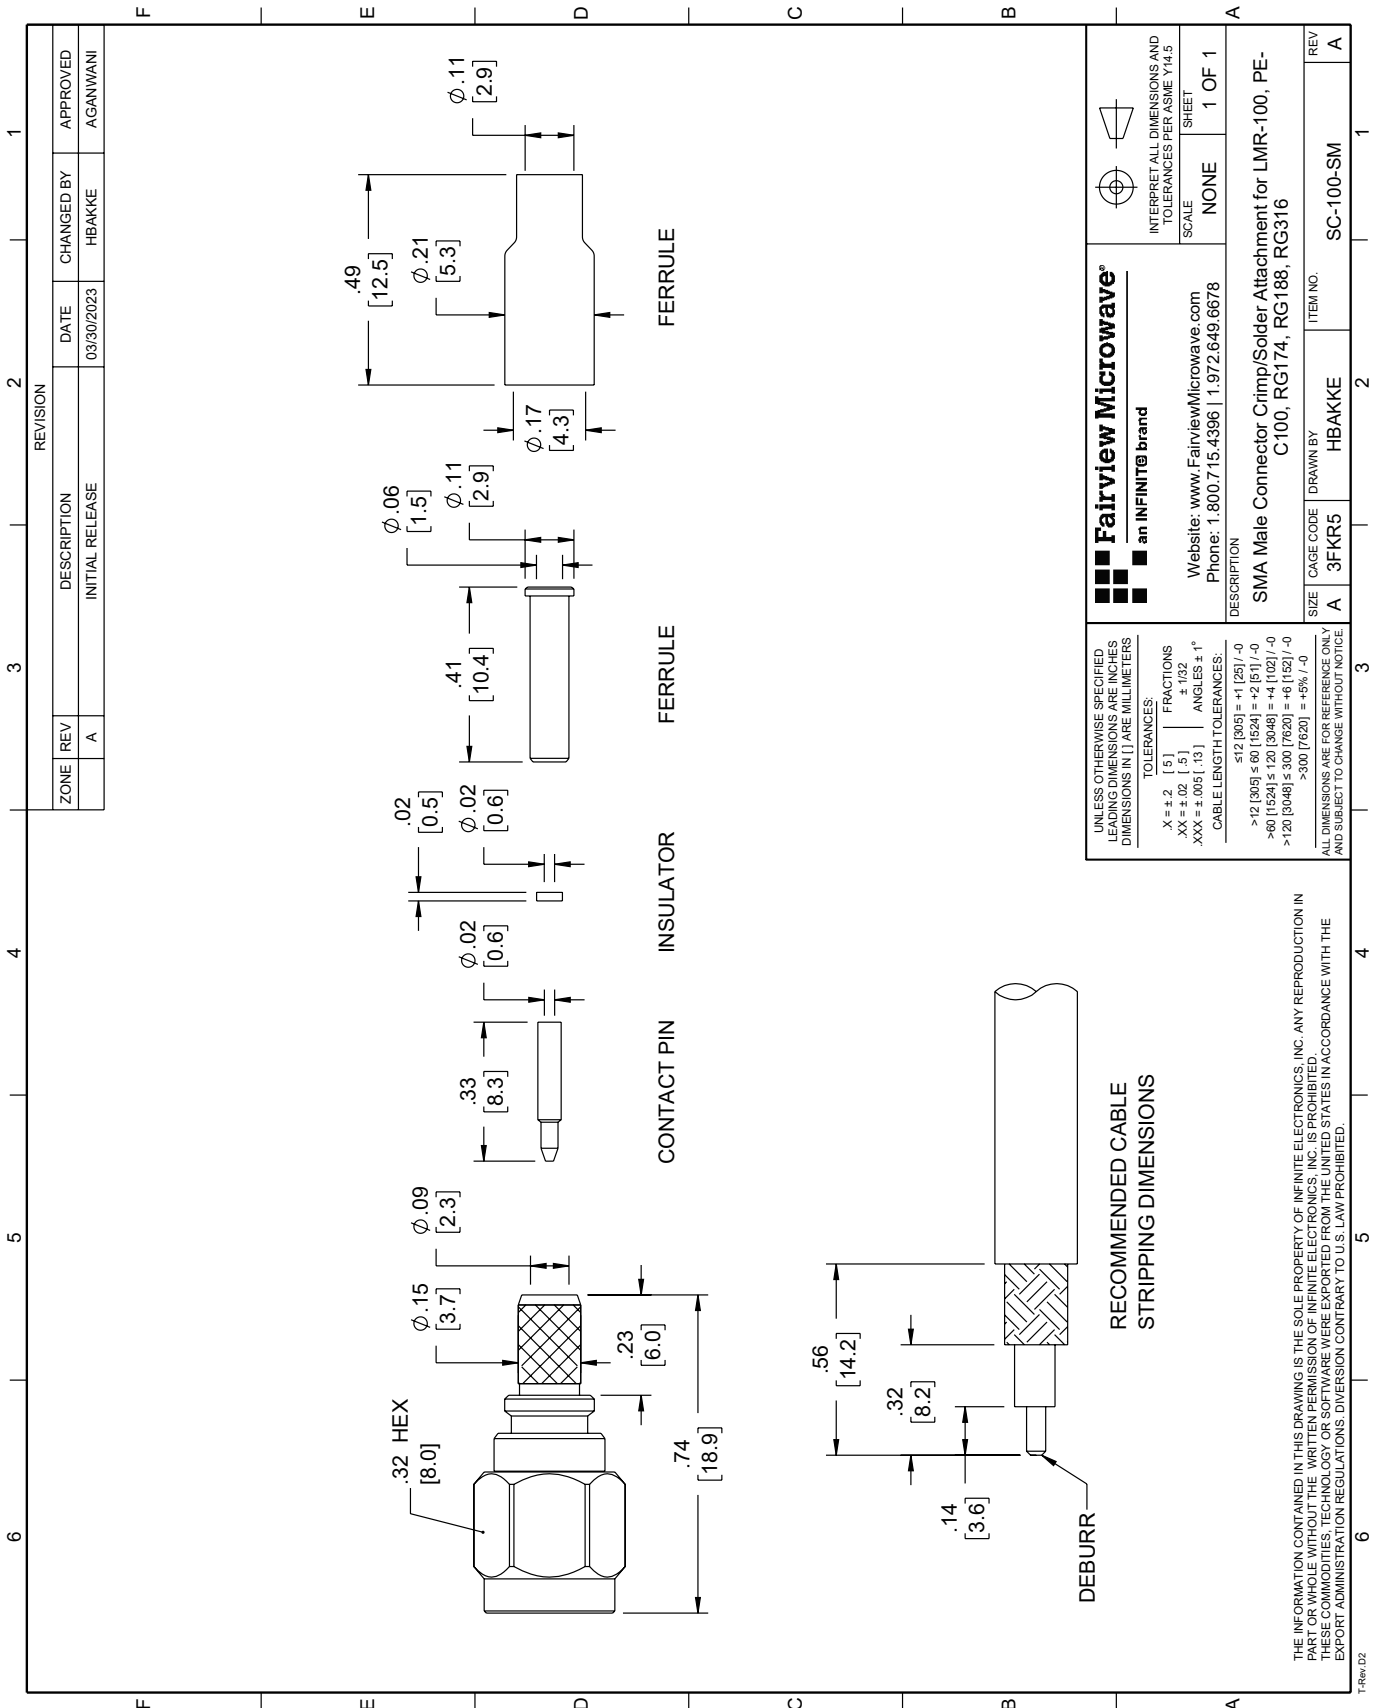 6
5
4
3
2
1
F
E
D
C
B
A
REVISION
ZONE REV DESCRIPTION DATE CHANGED BY APPROVED
A INITIAL RELEASE 03/30/2023 HBAKKE AGANWANI
.32 HEX
[8.0]
Ø.15
[3.7]
Ø.09
[2.3]
.23
[6.0]
.74
[18.9]
.33
[8.3]
Ø.02
[0.6]
CONTACT PIN
.02
[0.5]
Ø.02
[0.6]
INSULATOR
.41
[10.4]
Ø.06
[1.5]
Ø.11
[2.9]
FERRULE
.49
[12.5]
Ø.21
[5.3]
Ø.17
[4.3]
Ø.11
[2.9]
FERRULE
.56
[14.2]
.32
[8.2]
.14
[3.6]
DEBURR
RECOMMENDED CABLE
STRIPPING DIMENSIONS
UNLESS OTHERWISE SPECIFIED
LEADING DIMENSIONS ARE INCHES
DIMENSIONS IN [ ] ARE MILLIMETERS
TOLERANCES:
.X = ± .2 [ 5 ] FRACTIONS
.XX = ± .02 [ .5 ] ± 1/32
.XXX = ± .005 [ .13 ] ANGLES ± 1°
CABLE LENGTH TOLERANCES:
≤12 [305] = +1 [25] / -0
>12 [305] ≤ 60 [1524] = +2 [51] / -0
>60 [1524] ≤ 120 [3048] = +4 [102] / -0
>120 [3048] ≤ 300 [7620] = +6 [152] / -0
>300 [7620] = +5% / -0
ALL DIMENSIONS ARE FOR REFERENCE ONLY
AND SUBJECT TO CHANGE WITHOUT NOTICE.
Fairview Microwave®
an INFINIT℮ brand
Website: www.FairviewMicrowave.com
Phone: 1.800.715.4396 | 1.972.649.6678
INTERPRET ALL DIMENSIONS AND
TOLERANCES PER ASME Y14.5
SCALE SHEET
NONE 1 OF 1
DESCRIPTION
SMA Male Connector Crimp/Solder Attachment for LMR-100, PE-
C100, RG174, RG188, RG316
SIZE CAGE CODE DRAWN BY ITEM NO. REV
A 3FKR5 HBAKKE SC-100-SM A
THE INFORMATION CONTAINED IN THIS DRAWING IS THE SOLE PROPERTY OF INFINITE ELECTRONICS, INC. ANY REPRODUCTION IN
PART OR WHOLE WITHOUT THE WRITTEN PERMISSION OF INFINITE ELECTRONICS, INC. IS PROHIBITED.
THESE COMMODITIES, TECHNOLOGY OR SOFTWARE WERE EXPORTED FROM THE UNITED STATES IN ACCORDANCE WITH THE
EXPORT ADMINISTRATION REGULATIONS. DIVERSION CONTRARY TO U.S. LAW PROHIBITED.
F
E
D
C
B
A
6
5
4
3
2
1
T-Rev.D2